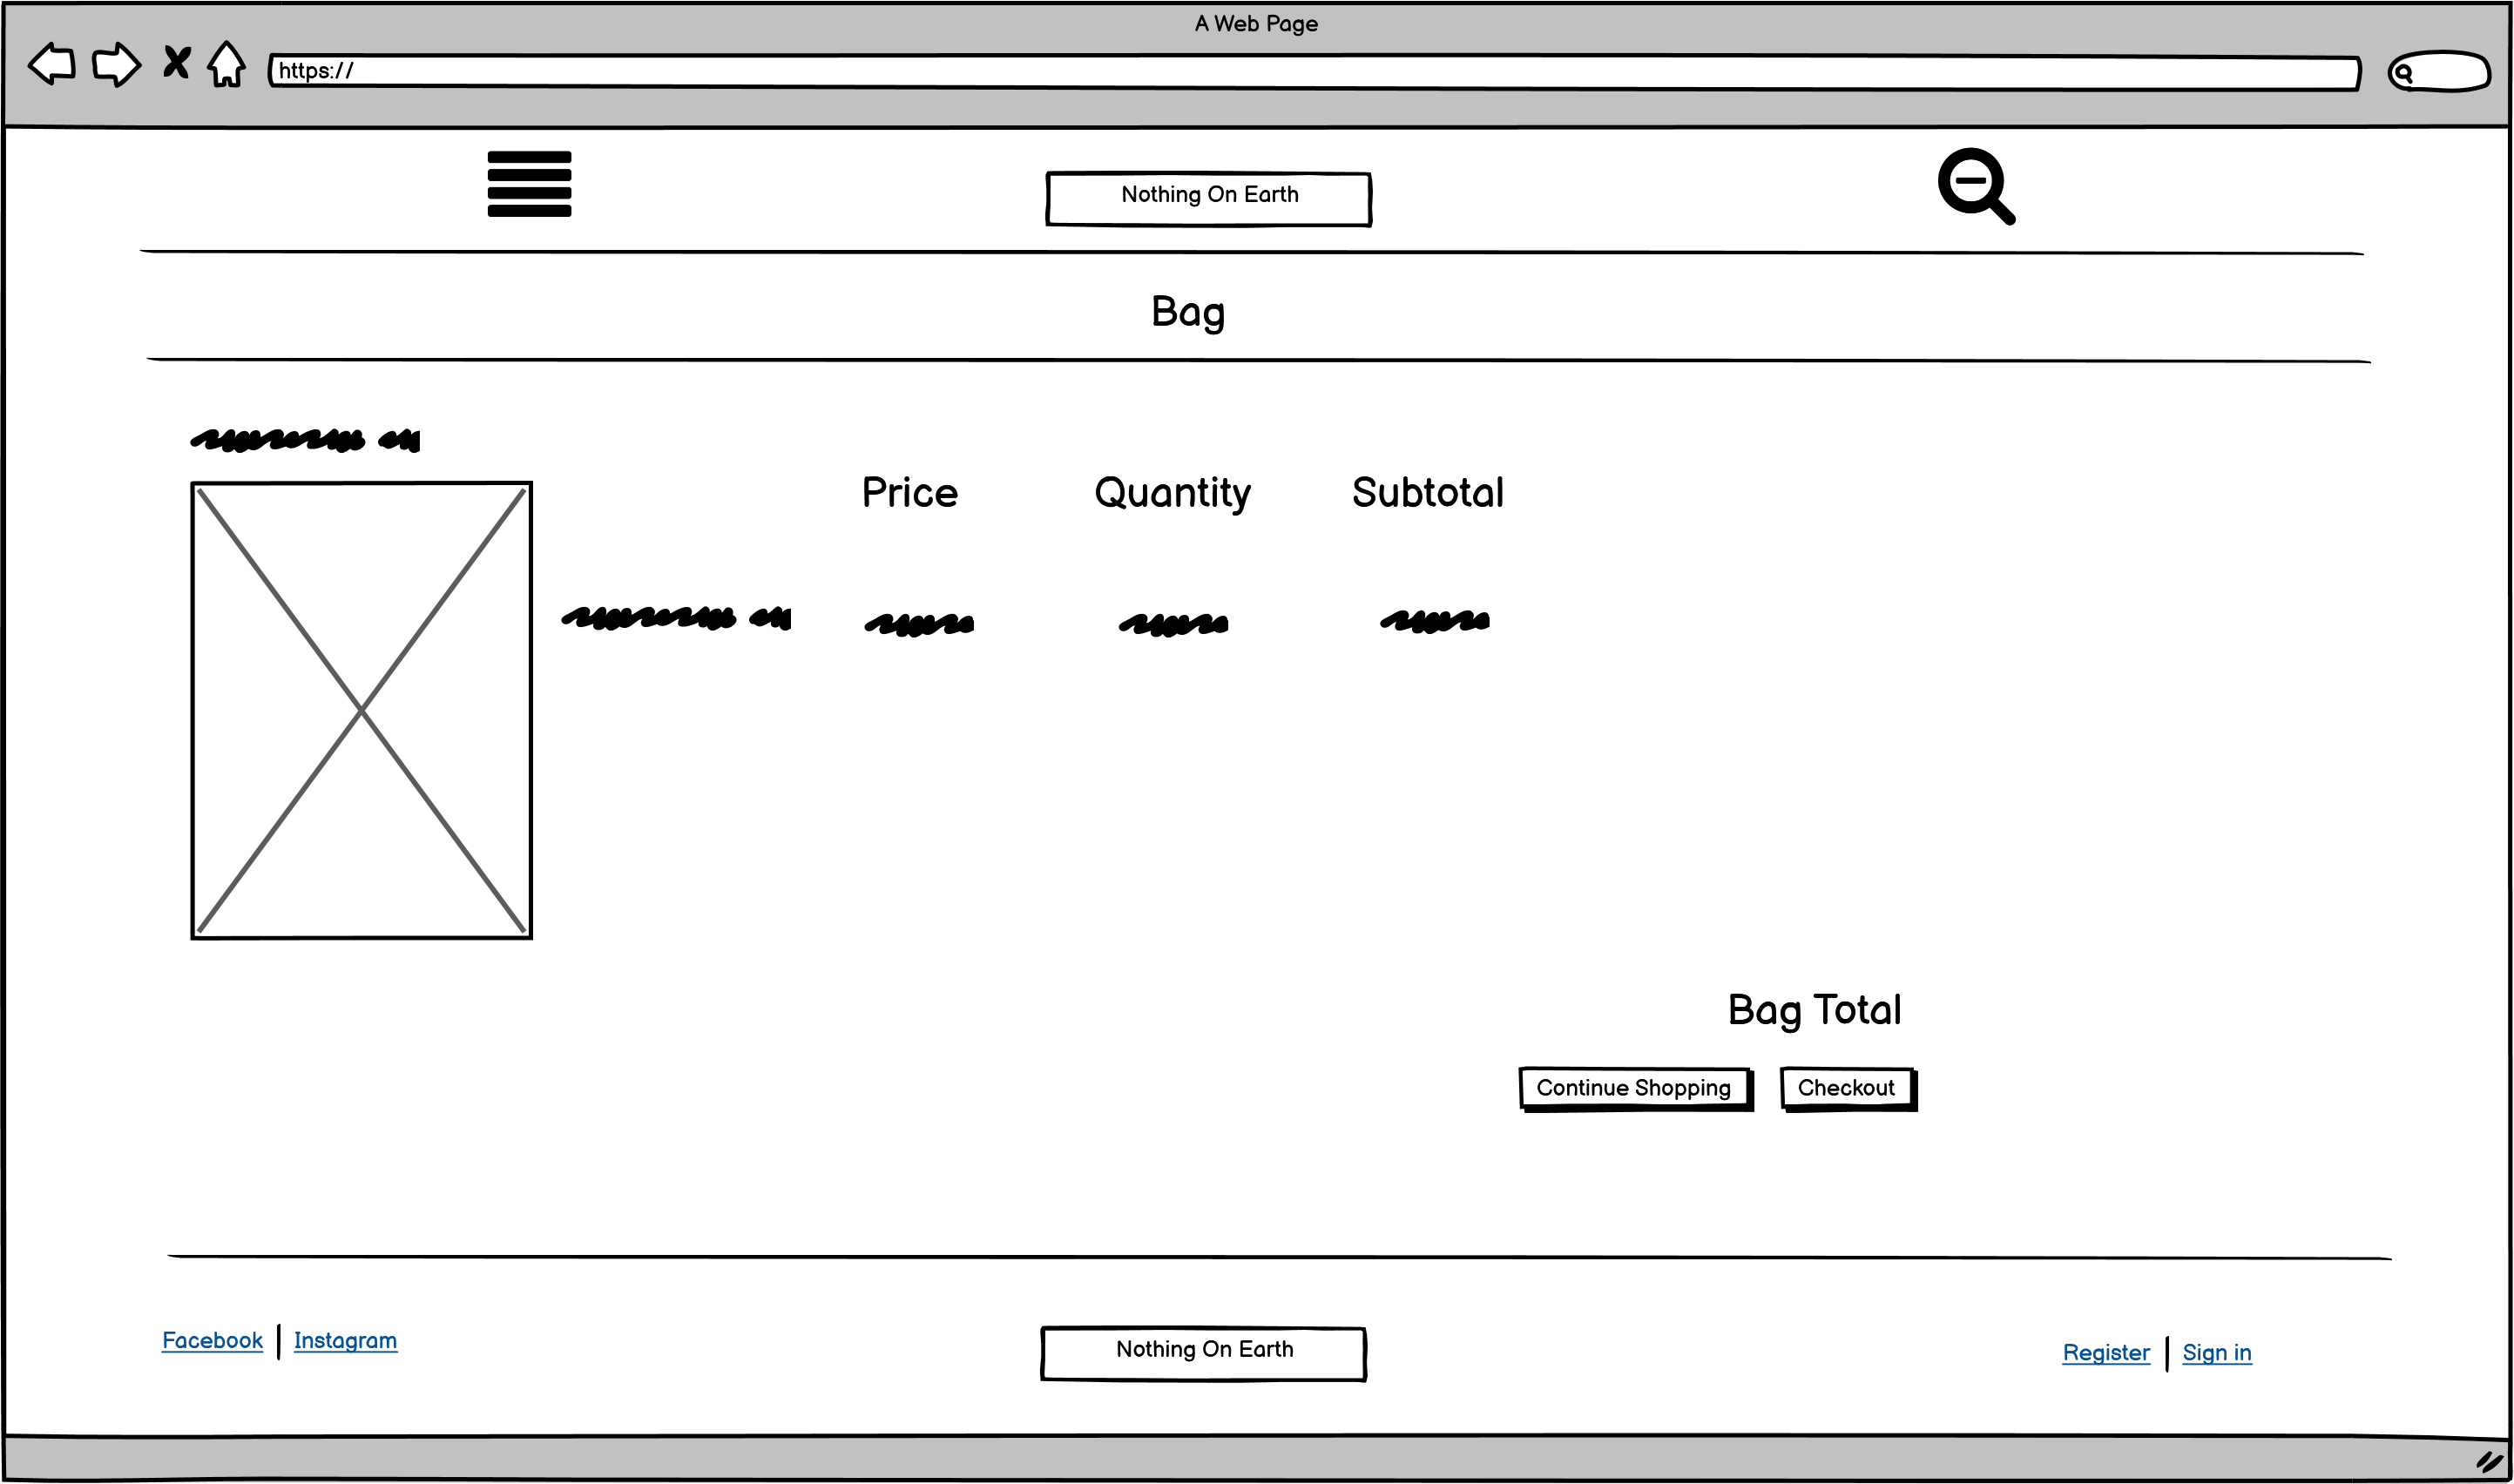 A Web Page
https://
Nothing On Earth
Bag
Price Quantity Subtotal
Bag Total
Continue Shopping Checkout
Facebook | Instagram
Nothing On Earth
Register | Sign in